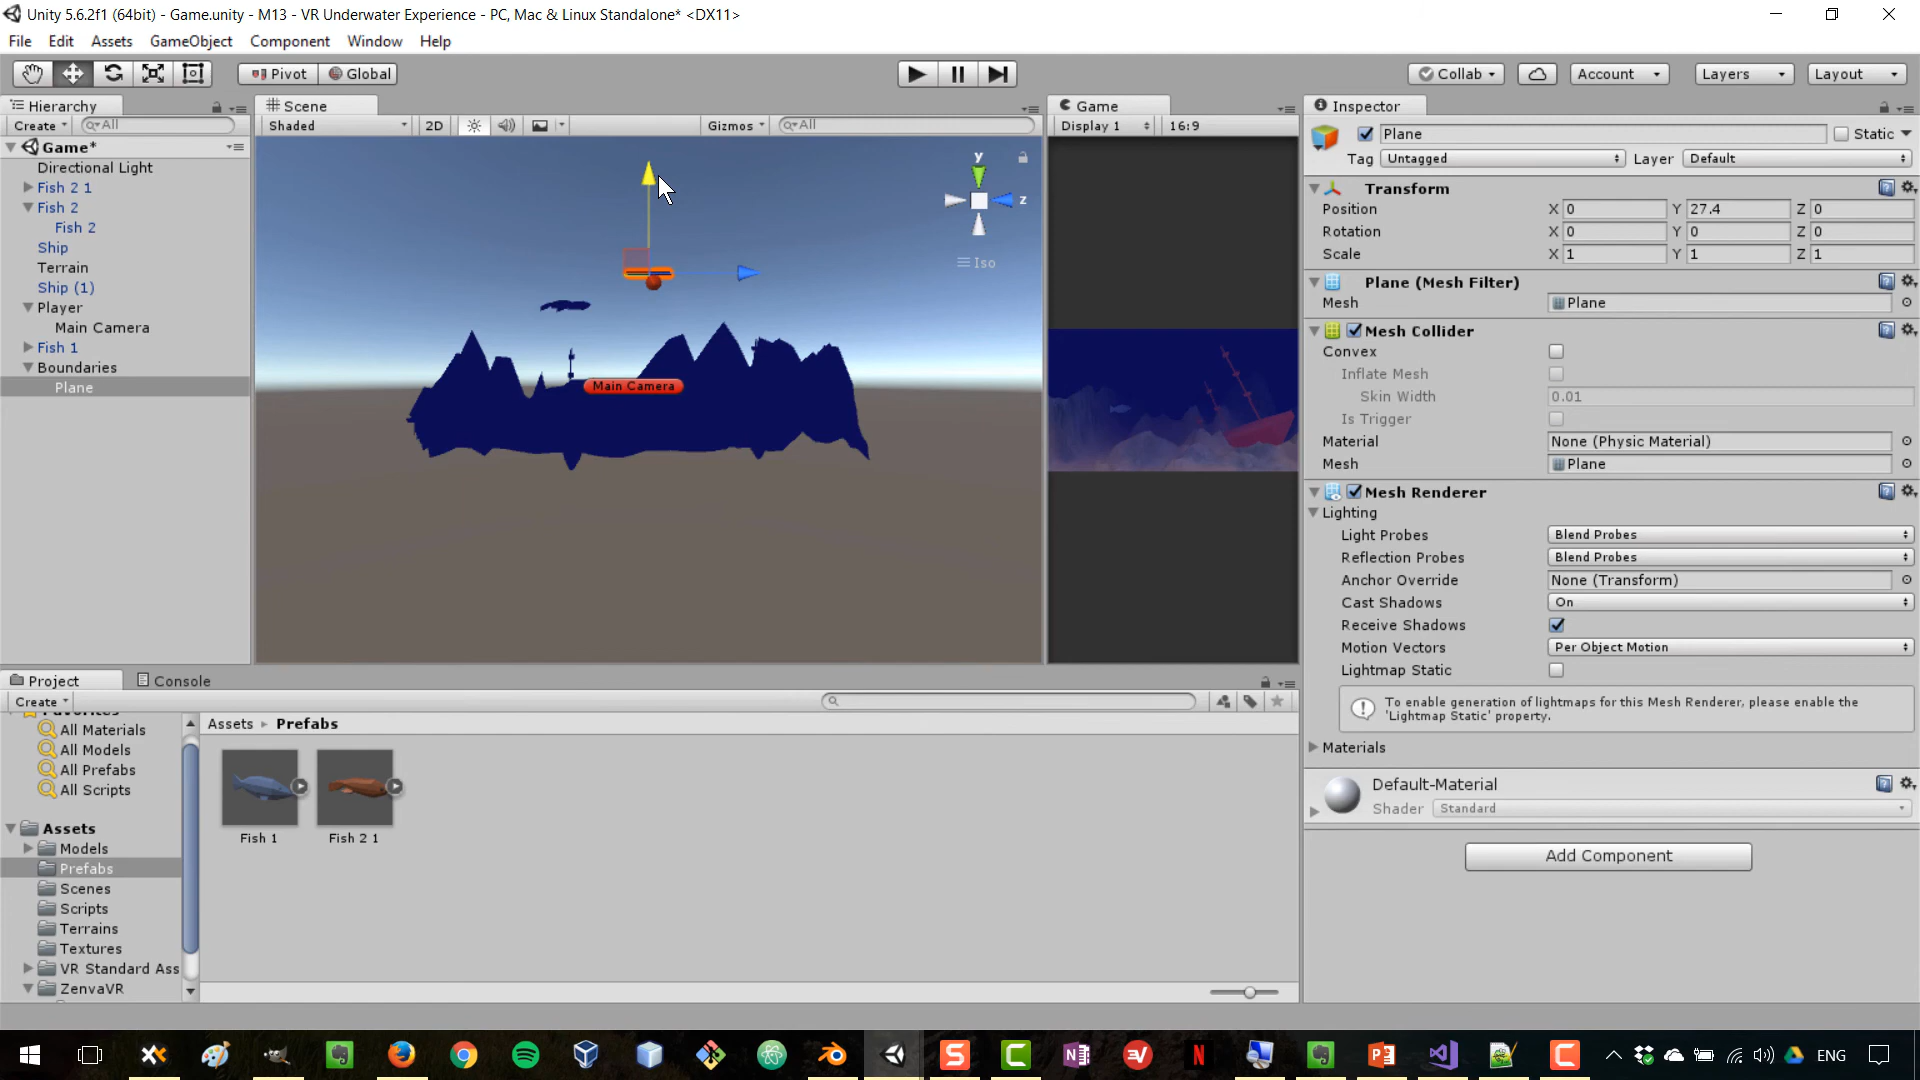 Unity 5.6.2f1 (64bit) - Game.unity - M13 - VR Underwater Experience - PC, Mac & Linux Standalone* <DX11>
File Edit Assets GameObject Component Window Help
Pivot Global Collab Account Layers Layout
Hierarchy
Create All
Game*
Directional Light
Fish 2 1
Fish 2
Fish 2
Ship
Terrain
Ship (1)
Player
Main Camera
Fish 1
Boundaries
Plane
Scene
Shaded 2D Gizmos All
y
z
Iso
Main Camera
Game
Display 1 16:9
Inspector
Plane Static
Tag Untagged Layer Default
Transform
Position X 0 Y 27.4 Z 0
Rotation X 0 Y 0 Z 0
Scale X 1 Y 1 Z 1
Plane (Mesh Filter)
Mesh Plane
Mesh Collider
Convex
Inflate Mesh
Skin Width 0.01
Is Trigger
Material None (Physic Material)
Mesh Plane
Mesh Renderer
Lighting
Light Probes Blend Probes
Reflection Probes Blend Probes
Anchor Override None (Transform)
Cast Shadows On
Receive Shadows
Motion Vectors Per Object Motion
Lightmap Static
To enable generation of lightmaps for this Mesh Renderer, please enable the
'Lightmap Static' property.
Materials
Default-Material
Shader Standard
Add Component
Project Console
Create
Favorites
All Materials
All Models
All Prefabs
All Scripts
Assets
Models
Prefabs
Scenes
Scripts
Terrains
Textures
VR Standard Ass
ZenvaVR
Assets Prefabs
Fish 1
Fish 2 1
ENG